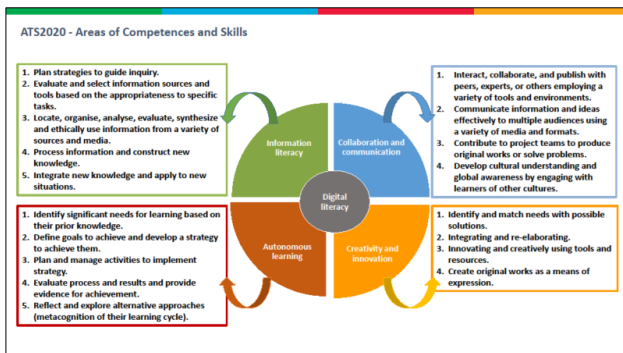 ATS2020 - Areas of Competences and Skills
1. Plan strategies to guide inquiry.
2. Evaluate and select information sources and
tools based on the appropriateness to specific
tasks.
3. Locate, organise, analyse, evaluate, synthesize
and ethically use information from a variety of
sources and media.
4. Process information and construct new
knowledge.
5. Integrate new knowledge and apply to new
situations.
1. Interact, collaborate, and publish with
peers, experts, or others employing a
variety of tools and environments.
2. Communicate information and ideas
effectively to multiple audiences using
a variety of media and formats.
3. Contribute to project teams to produce
original works or solve problems.
4. Develop cultural understanding and
global awareness by engaging with
learners of other cultures.
Information
literacy
Collaboration and
communication
Digital
literacy
Autonomous
learning
Creativity and
innovation
1. Identify significant needs for learning based on
their prior knowledge.
2. Define goals to achieve and develop a strategy
to achieve them.
3. Plan and manage activities to implement
strategy.
4. Evaluate process and results and provide
evidence for achievement.
5. Reflect and explore alternative approaches
(metacognition of their learning cycle).
1. Identify and match needs with possible
solutions.
2. Integrating and re-elaborating.
3. Innovating and creatively using tools and
resources.
4. Create original works as a means of
expression.